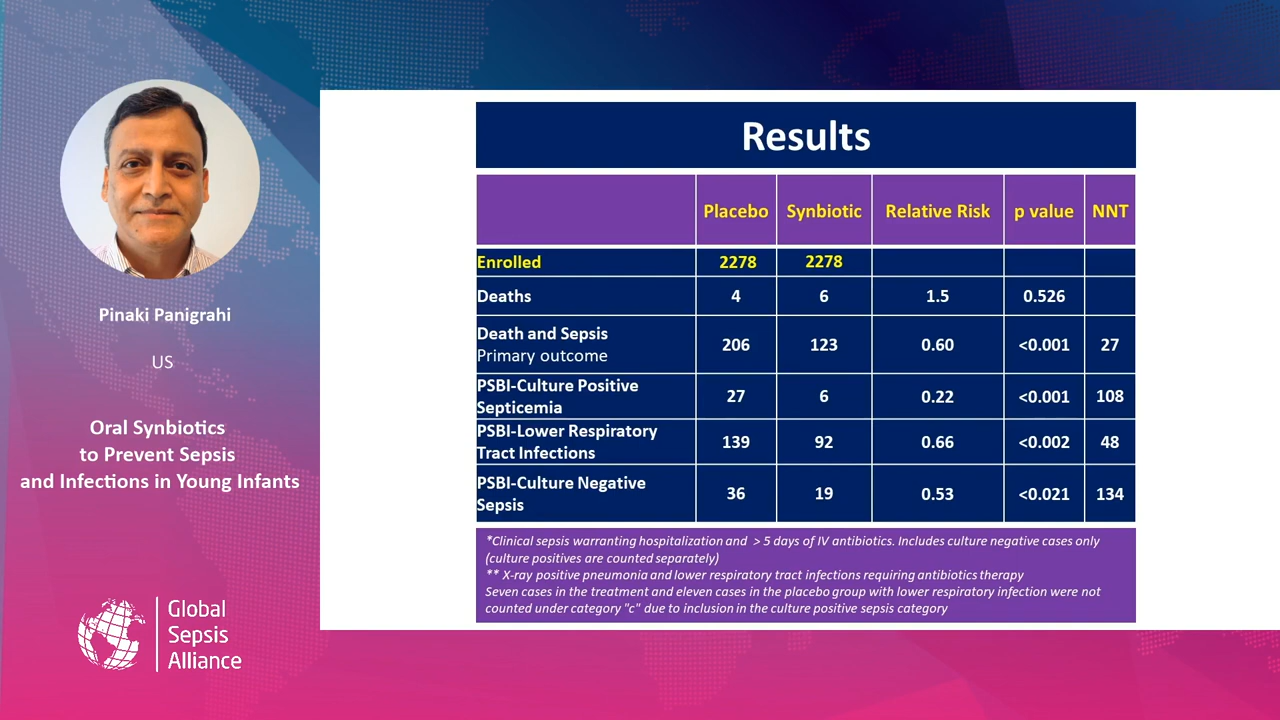 Pinaki Panigrahi
US
Oral Synbiotics
to Prevent Sepsis
and Infections in Young Infants
Global
Sepsis
Alliance
Results
Placebo Synbiotic Relative Risk p value NNT
Enrolled 2278 2278
Deaths 4 6 1.5 0.526
Death and Sepsis
Primary outcome 206 123 0.60 <0.001 27
PSBI-Culture Positive
Septicemia 27 6 0.22 <0.001 108
PSBI-Lower Respiratory
Tract Infections 139 92 0.66 <0.002 48
PSBI-Culture Negative
Sepsis 36 19 0.53 <0.021 134
*Clinical sepsis warranting hospitalization and > 5 days of IV antibiotics. Includes culture negative cases only
(culture positives are counted separately)
** X-ray positive pneumonia and lower respiratory tract infections requiring antibiotics therapy
Seven cases in the treatment and eleven cases in the placebo group with lower respiratory infection were not
counted under category "c" due to inclusion in the culture positive sepsis category